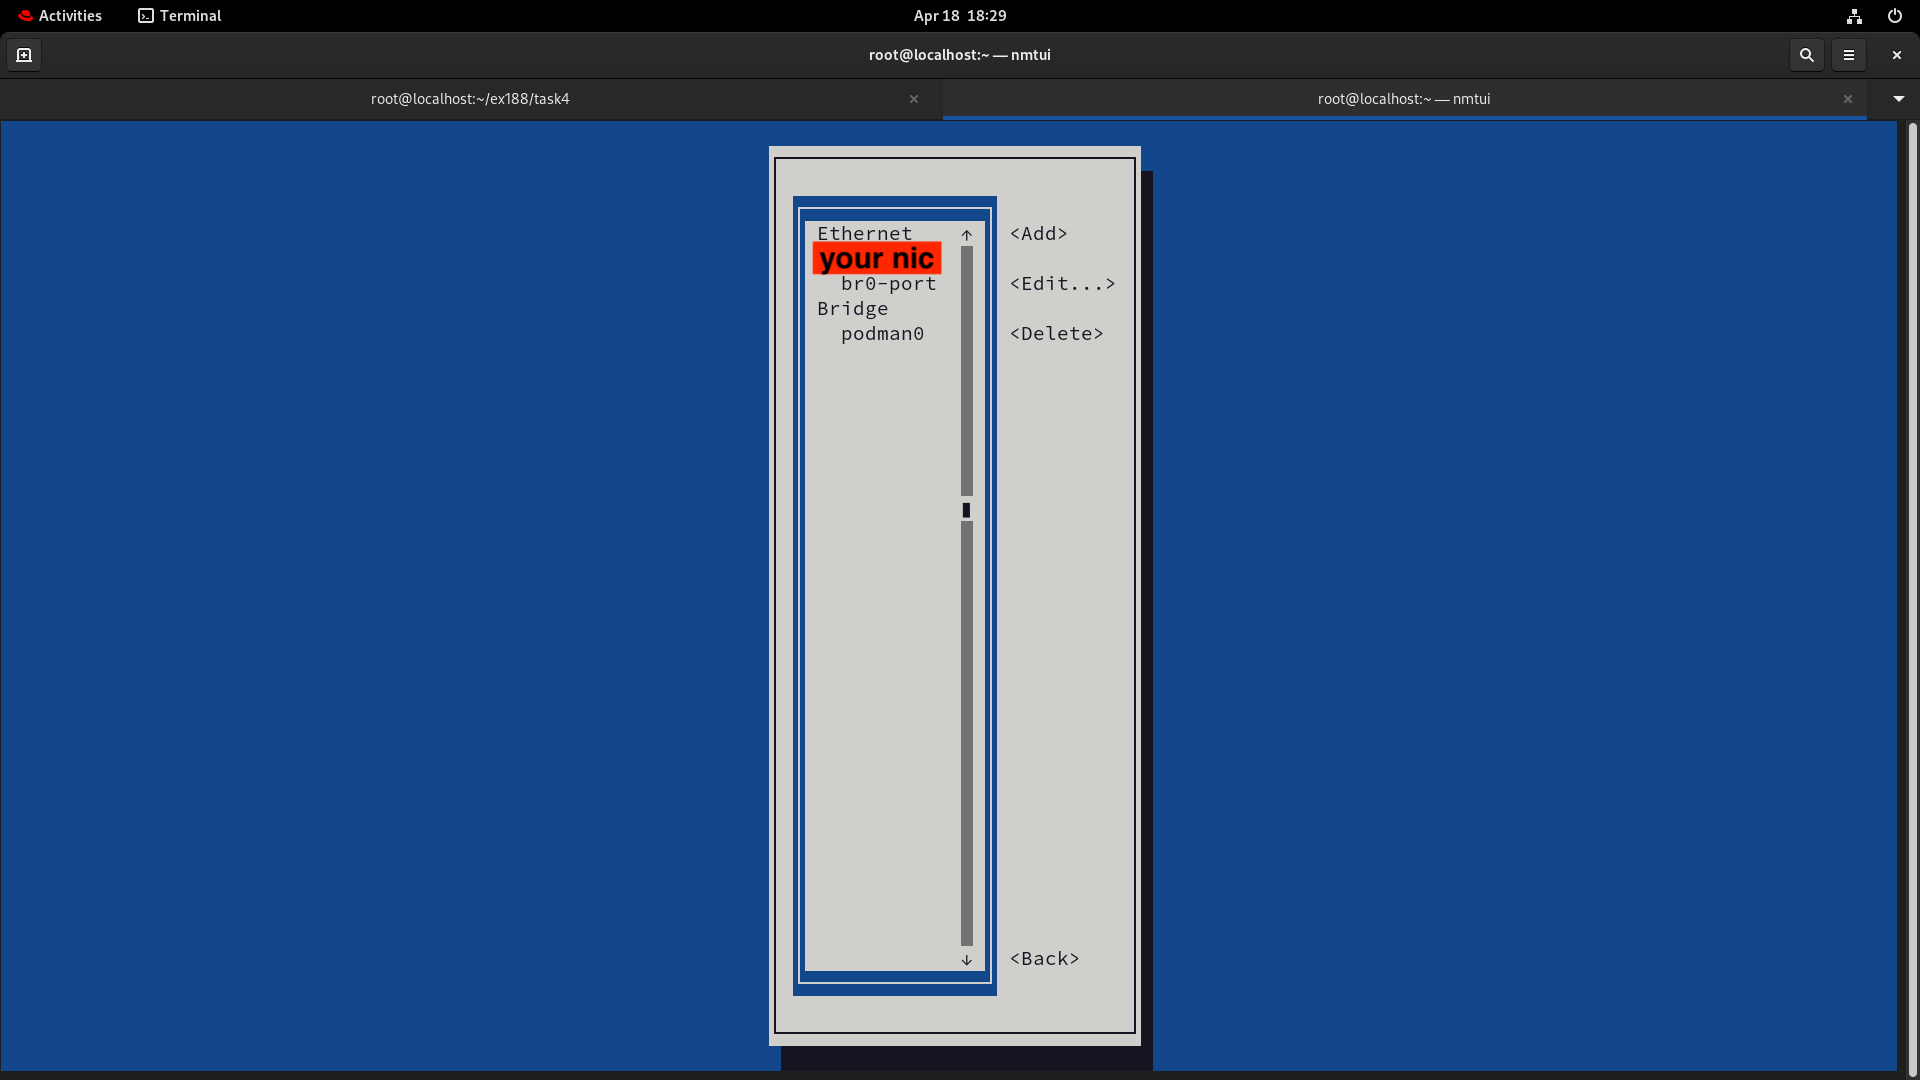 Activities
Terminal
Apr 18 18:29
root@localhost:~ — nmtui
root@localhost:~/ex188/task4
root@localhost:~ — nmtui
Ethernet
your nic
br0-port
Bridge
podman0
<Add>
<Edit...>
<Delete>
<Back>